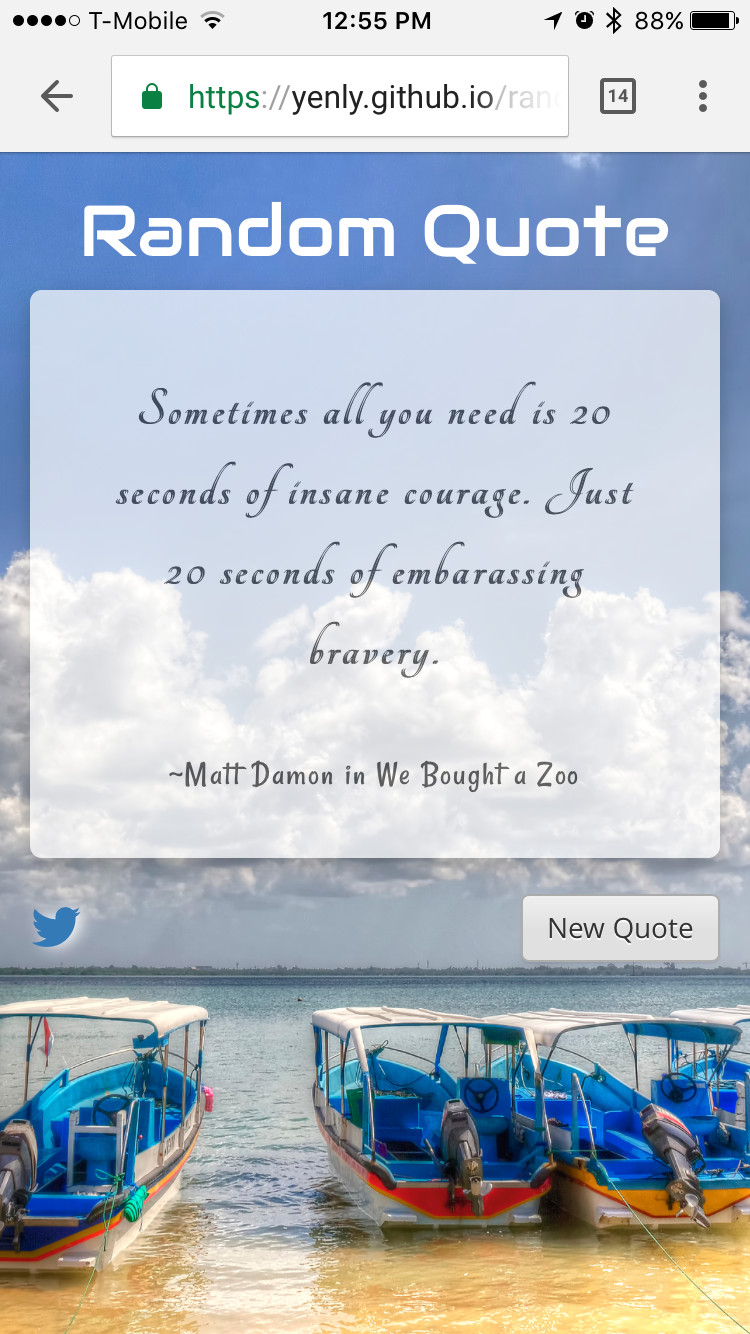 T-Mobile 12:55 PM 88%
https://yenly.github.io/ran
14
Random Quote
Sometimes all you need is 20
seconds of insane courage. Just
20 seconds of embarassing
bravery.
~Matt Damon in We Bought a Zoo
New Quote